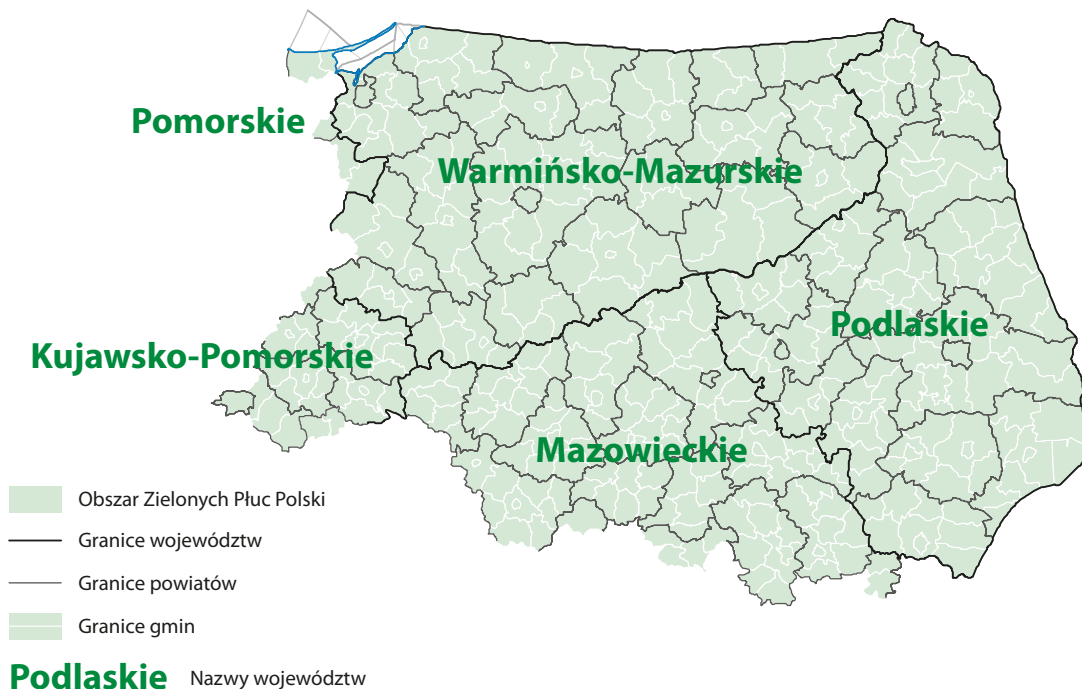 Pomorskie
Warmińsko-Mazurskie
Podlaskie
Kujawsko-Pomorskie
Mazowieckie
Obszar Zielonych Płuc Polski
Granice województw
Granice powiatów
Granice gmin
Podlaskie Nazwy województw